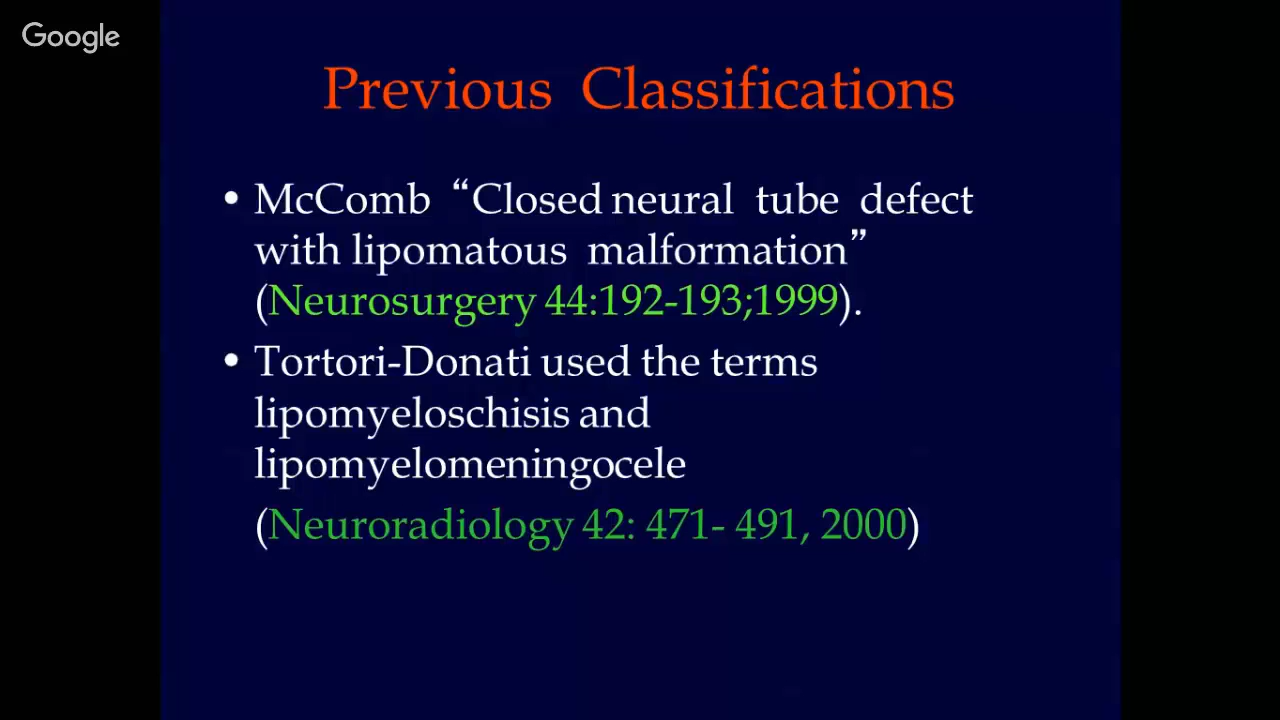 Google
Previous Classifications
• McComb “Closed neural tube defect
with lipomatous malformation”
(Neurosurgery 44:192-193;1999).
• Tortori-Donati used the terms
lipomyeloschisis and
lipomyelomeningocele
(Neuroradiology 42: 471- 491, 2000)